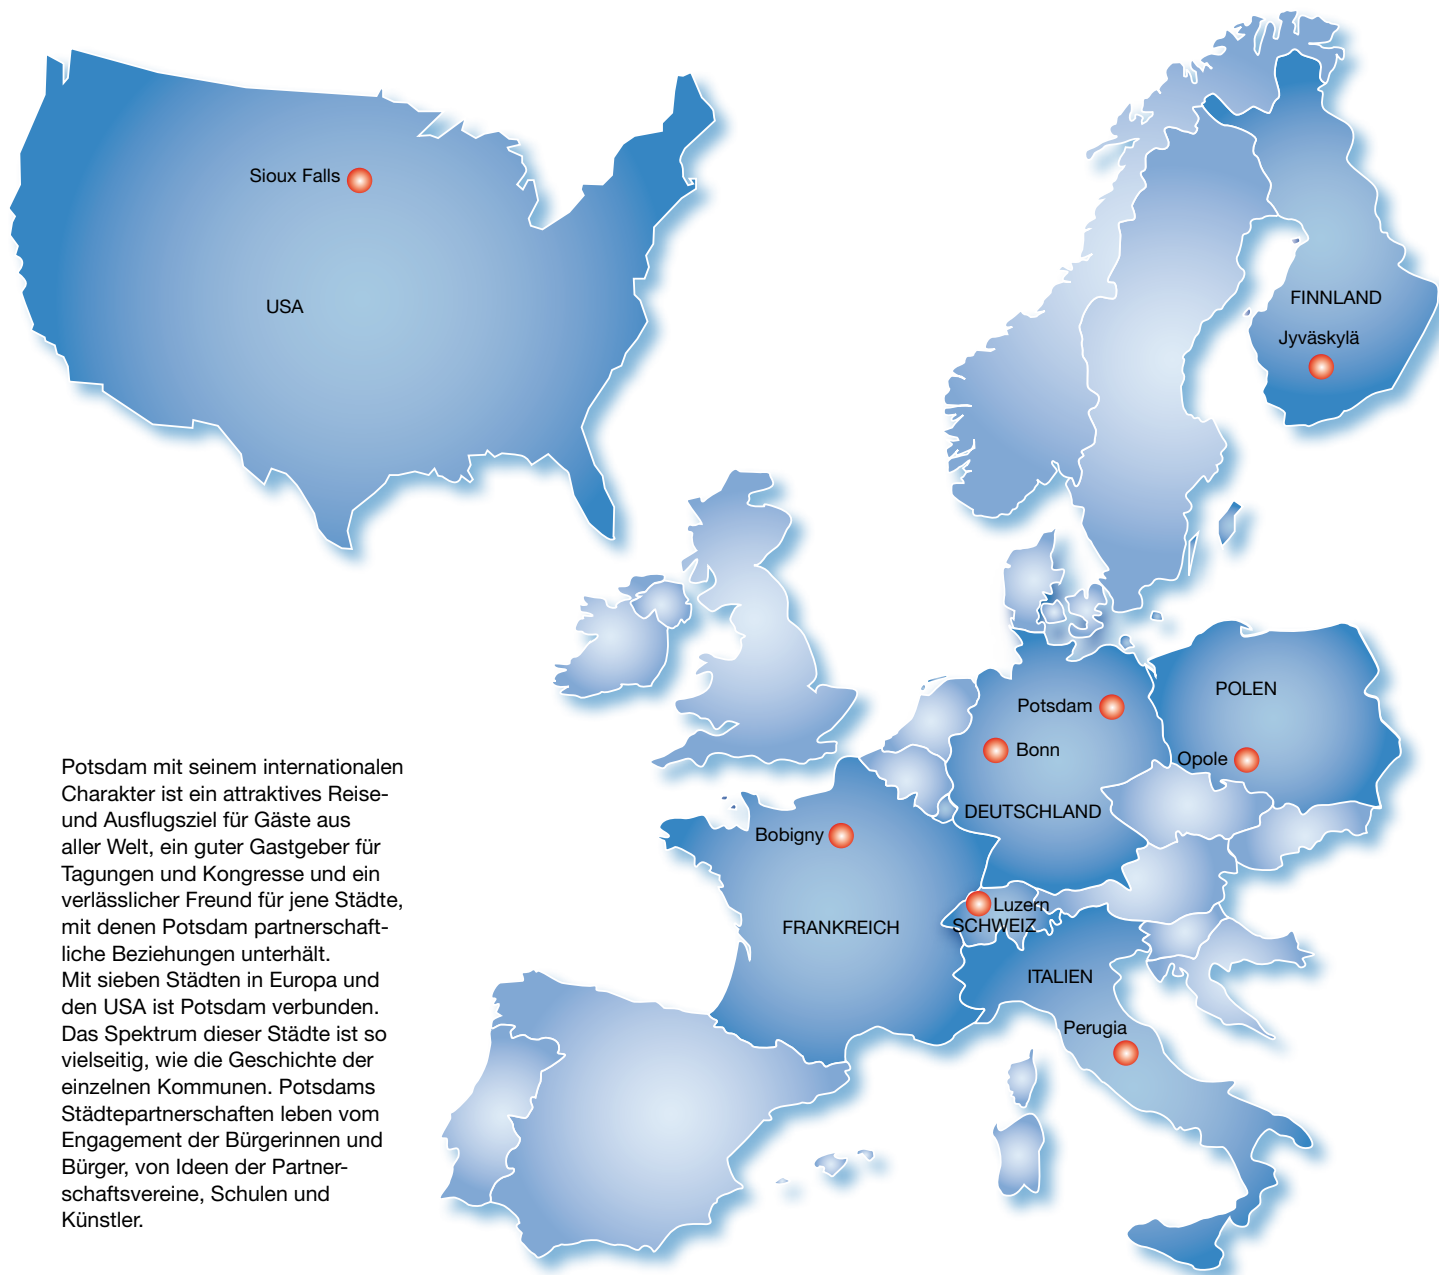 Sioux Falls
USA
FINNLAND
Jyväskylä
POLEN
Potsdam
Bonn
Opole
DEUTSCHLAND
Bobigny
Luzern
FRANKREICH
SCHWEIZ
ITALIEN
Perugia
Potsdam mit seinem internationalen
Charakter ist ein attraktives Reise-
und Ausflugsziel für Gäste aus
aller Welt, ein guter Gastgeber für
Tagungen und Kongresse und ein
verlässlicher Freund für jene Städte,
mit denen Potsdam partnerschaft-
liche Beziehungen unterhält.
Mit sieben Städten in Europa und
den USA ist Potsdam verbunden.
Das Spektrum dieser Städte ist so
vielseitig, wie die Geschichte der
einzelnen Kommunen. Potsdams
Städtepartnerschaften leben vom
Engagement der Bürgerinnen und
Bürger, von Ideen der Partner-
schaftsvereine, Schulen und
Künstler.